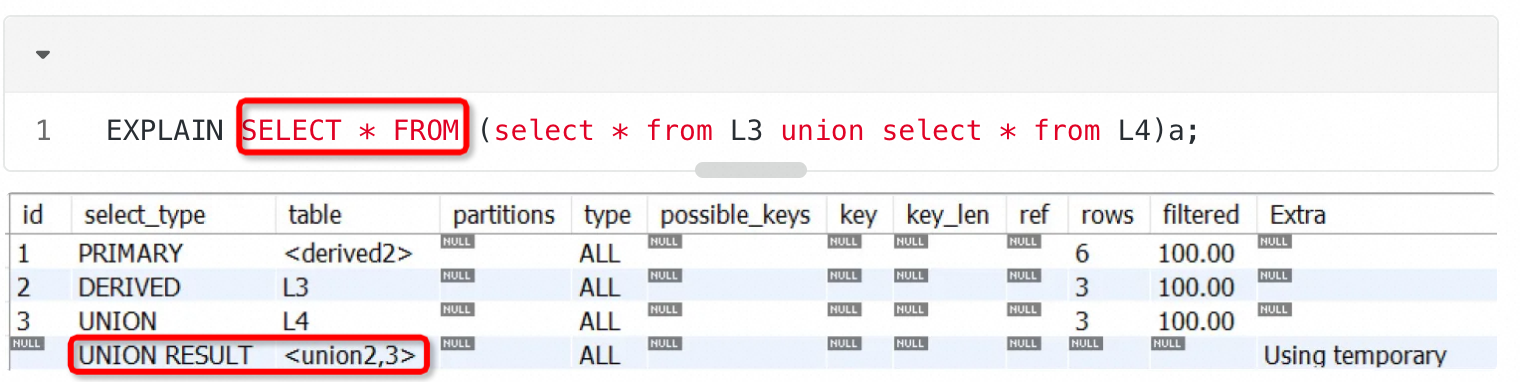 1 EXPLAIN SELECT * FROM (select * from L3 union select * from L4)a;
id select_type table partitions type possible_keys key key_len ref rows filtered Extra
1 PRIMARY <derived2> NULL ALL NULL NULL NULL NULL 6 100.00 NULL
2 DERIVED L3 NULL ALL NULL NULL NULL NULL 3 100.00 NULL
3 UNION L4 NULL ALL NULL NULL NULL NULL 3 100.00 NULL
NULL UNION RESULT <union2,3> NULL ALL NULL NULL NULL NULL NULL NULL Using temporary